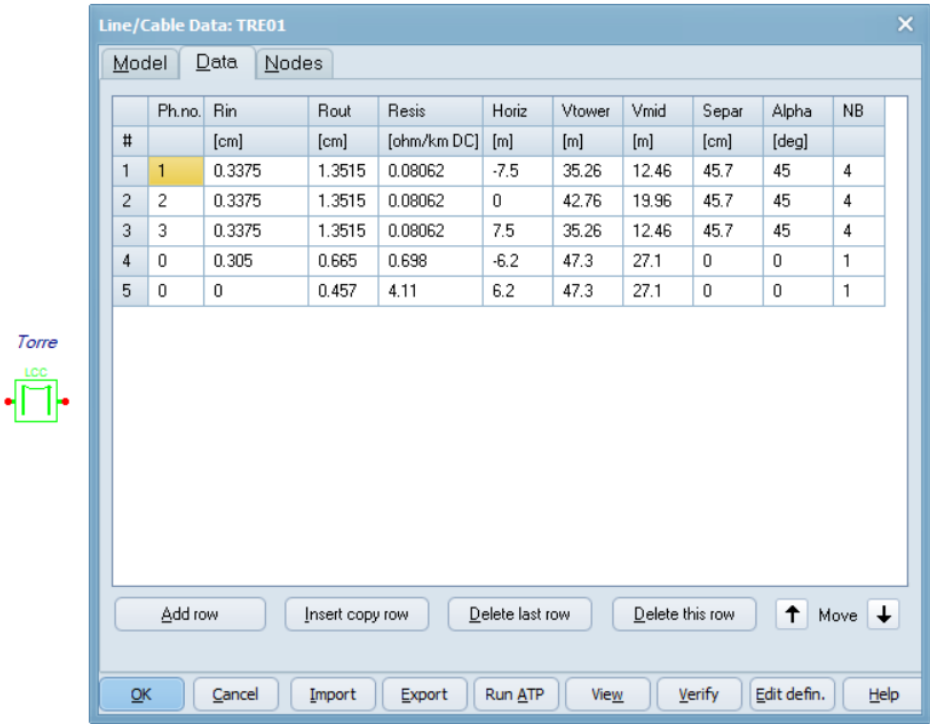 Line/Cable Data: TRE01
Model Data Nodes
Ph.no. Rin Rout Resis Horiz Vtower Vmid Separ Alpha NB
# [cm] [cm] [ohm/km DC] [m] [m] [m] [cm] [deg]
1 1 0.3375 1.3515 0.08062 -7.5 35.26 12.46 45.7 45 4
2 2 0.3375 1.3515 0.08062 0 42.76 19.96 45.7 45 4
3 3 0.3375 1.3515 0.08062 7.5 35.26 12.46 45.7 45 4
4 0 0.305 0.665 0.698 -6.2 47.3 27.1 0 0 1
5 0 0 0.457 4.11 6.2 47.3 27.1 0 0 1
Torre
LCC
Add row Insert copy row Delete last row Delete this row Move
OK Cancel Import Export Run ATP View Verify Edit defin. Help